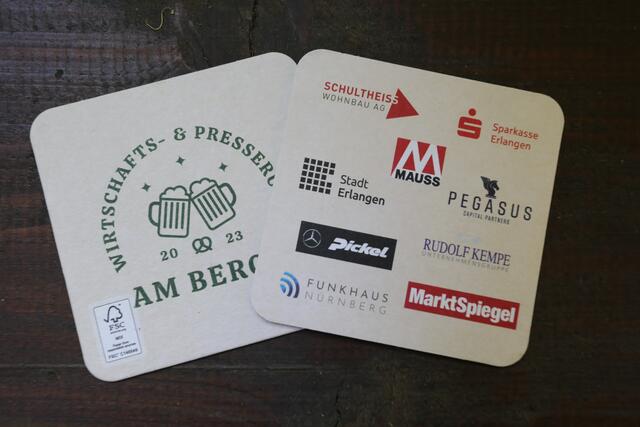 WIRTSCHAFTS- & PRESSERU
20 23
AM BERG
FSC
MIX
SCHULTHEISS
WOHNBAU AG
Sparkasse
Erlangen
MAUSS
Stadt
Erlangen
PEGASUS
CAPITAL PARTNERS
Pickel
RUDOLF KEMPE
UNTERNEHMENSGRUPPE
FUNKHAUS
NÜRNBERG
MarktSpiegel